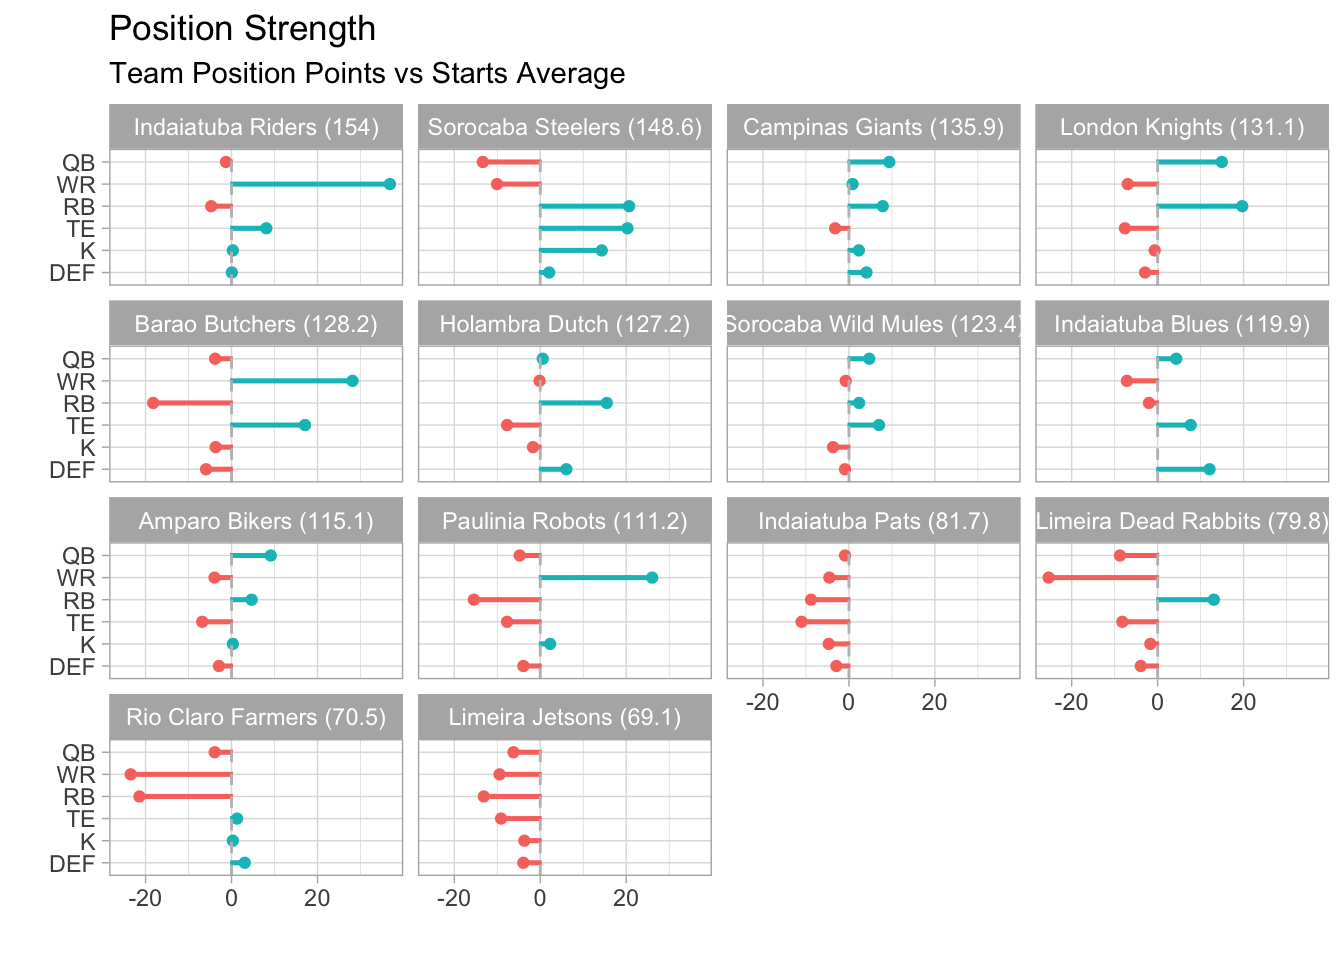 Position Strength
Team Position Points vs Starts Average
Indaiatuba Riders (154)
Sorocaba Steelers (148.6)
Campinas Giants (135.9)
London Knights (131.1)
QB
WR
RB
TE
K
DEF
Barao Butchers (128.2)
Holambra Dutch (127.2)
Sorocaba Wild Mules (123.4)
Indaiatuba Blues (119.9)
QB
WR
RB
TE
K
DEF
Amparo Bikers (115.1)
Paulinia Robots (111.2)
Indaiatuba Pats (81.7)
Limeira Dead Rabbits (79.8)
QB
WR
RB
TE
K
DEF
-20 0 20
-20 0 20
Rio Claro Farmers (70.5)
Limeira Jetsons (69.1)
QB
WR
RB
TE
K
DEF
-20 0 20
-20 0 20